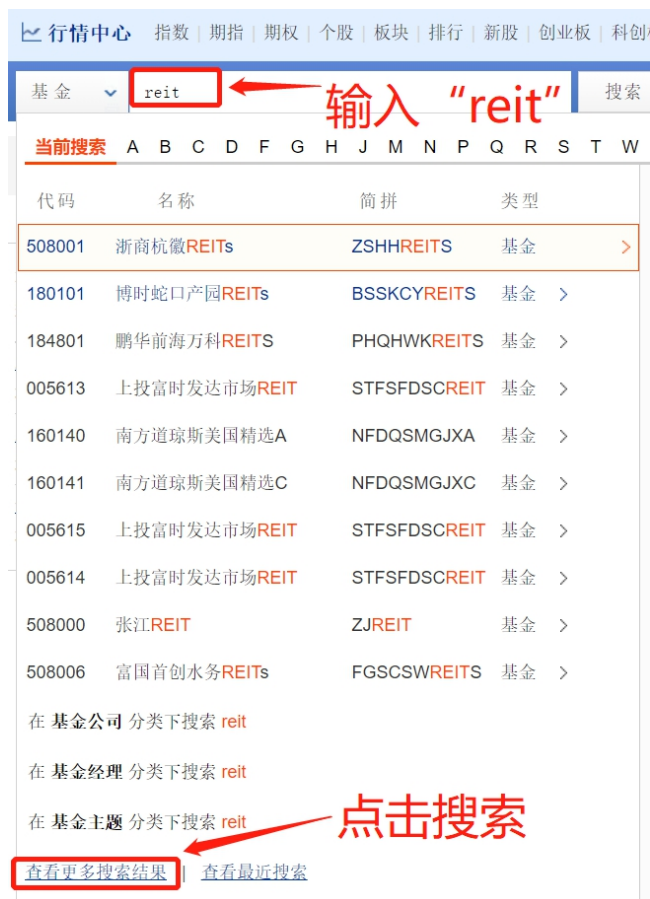 行情中心 指数 | 期指 | 期权 | 个股 | 板块 | 排行 | 新股 | 创业板 | 科创
基金 reit 搜索
输入“reit”
当前搜索 A B C D F G H J M N P Q R S T W
代码 名称 简拼 类型
508001 浙商杭徽REITs ZSHHREITS 基金 >
180101 博时蛇口产园REITs BSSKCYREITS 基金 >
184801 鹏华前海万科REITS PHQHWKREITS 基金 >
005613 上投富时发达市场REIT STFSFDSCREIT 基金 >
160140 南方道琼斯美国精选A NFDQSMGJXA 基金 >
160141 南方道琼斯美国精选C NFDQSMGJXC 基金 >
005615 上投富时发达市场REIT STFSFDSCREIT 基金 >
005614 上投富时发达市场REIT STFSFDSCREIT 基金 >
508000 张江REIT ZJREIT 基金 >
508006 富国首创水务REITs FGSCSWREITS 基金 >
在 基金公司 分类下搜索 reit
在 基金经理 分类下搜索 reit
在 基金主题 分类下搜索 reit
点击搜索
查看更多搜索结果 | 查看最近搜索